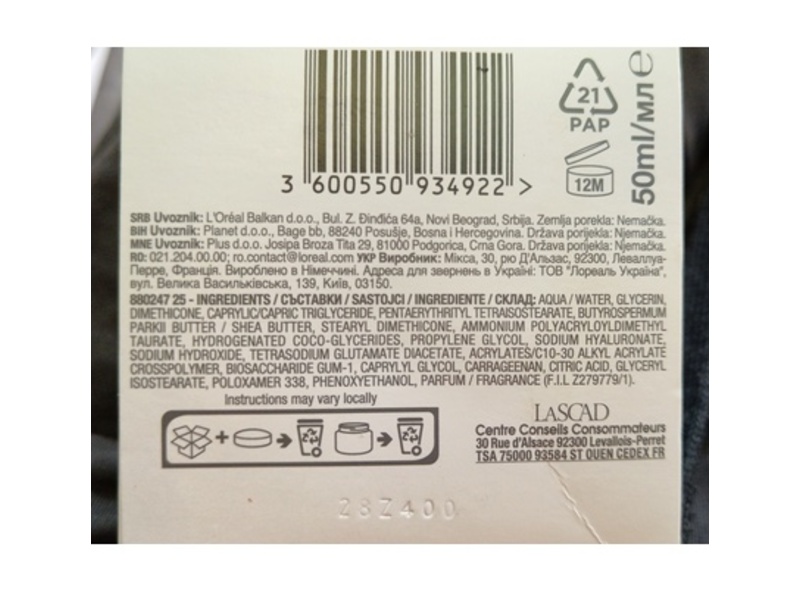 21
PAP
12M
50ml/мл e
3 600550 934922 >
SRB Uvoznik: L'Oréal Balkan d.o.o., Bul. Z. Đinđića 64a, Novi Beograd, Srbija. Zemlja porekla: Nemačka.
BiH Uvoznik: Planet d.o.o., Bage bb, 88240 Posušje, Bosna i Hercegovina. Država porijekla: Njemačka.
MNE Uvoznik: Plus d.o.o. Josipa Broza Tita 29, 81000 Podgorica, Crna Gora. Država porijekla: Njemačka.
RO: 021.204.00.00; ro.contact@loreal.com УКР Виробник: Мікса, 30, рю Д'Альзас, 92300, Леваллуа-
Перре, Франція. Вироблено в Німеччині. Адреса для звернень в Україні: ТОВ "Лореаль Україна",
вул. Велика Васильківська, 139, Київ, 03150.
880247 25 - INGREDIENTS / СЪСТАВКИ / SASTOJCI / INGREDIENTE / СКЛАД: AQUA / WATER, GLYCERIN,
DIMETHICONE, CAPRYLIC/CAPRIC TRIGLYCERIDE, PENTAERYTHRITYL TETRAISOSTEARATE, BUTYROSPERMUM
PARKII BUTTER / SHEA BUTTER, STEARYL DIMETHICONE, AMMONIUM POLYACRYLOYLDIMETHYL
TAURATE, HYDROGENATED COCO-GLYCERIDES, PROPYLENE GLYCOL, SODIUM HYALURONATE,
SODIUM HYDROXIDE, TETRASODIUM GLUTAMATE DIACETATE, ACRYLATES/C10-30 ALKYL ACRYLATE
CROSSPOLYMER, BIOSACCHARIDE GUM-1, CAPRYLYL GLYCOL, CARRAGEENAN, CITRIC ACID, GLYCERYL
ISOSTEARATE, POLOXAMER 338, PHENOXYETHANOL, PARFUM / FRAGRANCE (F.I.L Z279779/1).
Instructions may vary locally
LASCAD
Centre Conseils Consommateurs
30 Rue d'Alsace 92300 Levallois-Perret
TSA 75000 93584 ST OUEN CEDEX FR
28Z400